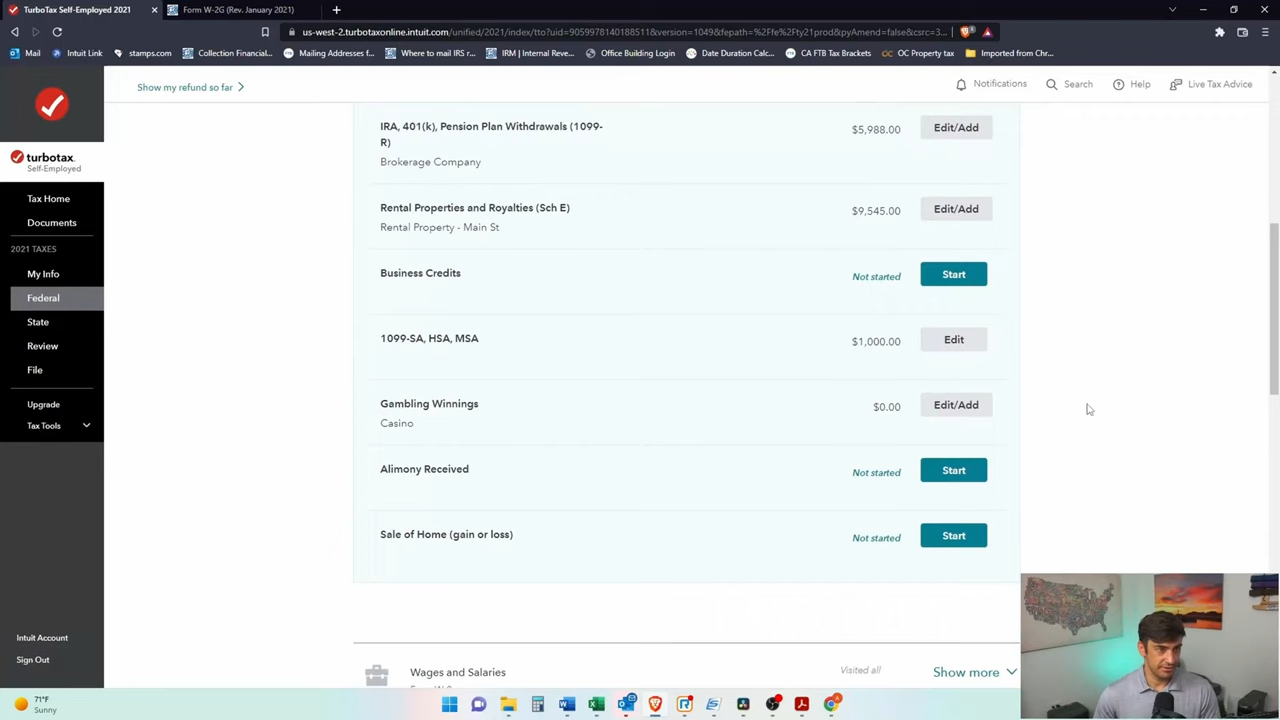 TurboTax Self-Employed 2021
Form W-2G (Rev. January 2021)
us-west-2.turbotaxonline.intuit.com/unified/2021/index/tto?uid=9059978140188511&version=1049&fepath=%2Ffe%2Fty21prod&pyAmend=false&csrc=3...
Mail
Intuit Link
stamps.com
Collection Financial...
Mailing Addresses f...
Where to mail IRS r...
IRM | Internal Reve...
Office Building Login
Date Duration Calc...
CA FTB Tax Brackets
OC Property tax
Imported from Chr...
Show my refund so far
Notifications
Search
Help
Live Tax Advice
turbotax
Self-Employed
Tax Home
Documents
2021 TAXES
My Info
Federal
State
Review
File
Upgrade
Tax Tools
Intuit Account
Sign Out
IRA, 401(k), Pension Plan Withdrawals (1099-
R)
Brokerage Company
$5,988.00
Edit/Add
Rental Properties and Royalties (Sch E)
Rental Property - Main St
$9,545.00
Edit/Add
Business Credits
Not started
Start
1099-SA, HSA, MSA
$1,000.00
Edit
Gambling Winnings
Casino
$0.00
Edit/Add
Alimony Received
Not started
Start
Sale of Home (gain or loss)
Not started
Start
Wages and Salaries
Visited all
Show more
71°F
Sunny